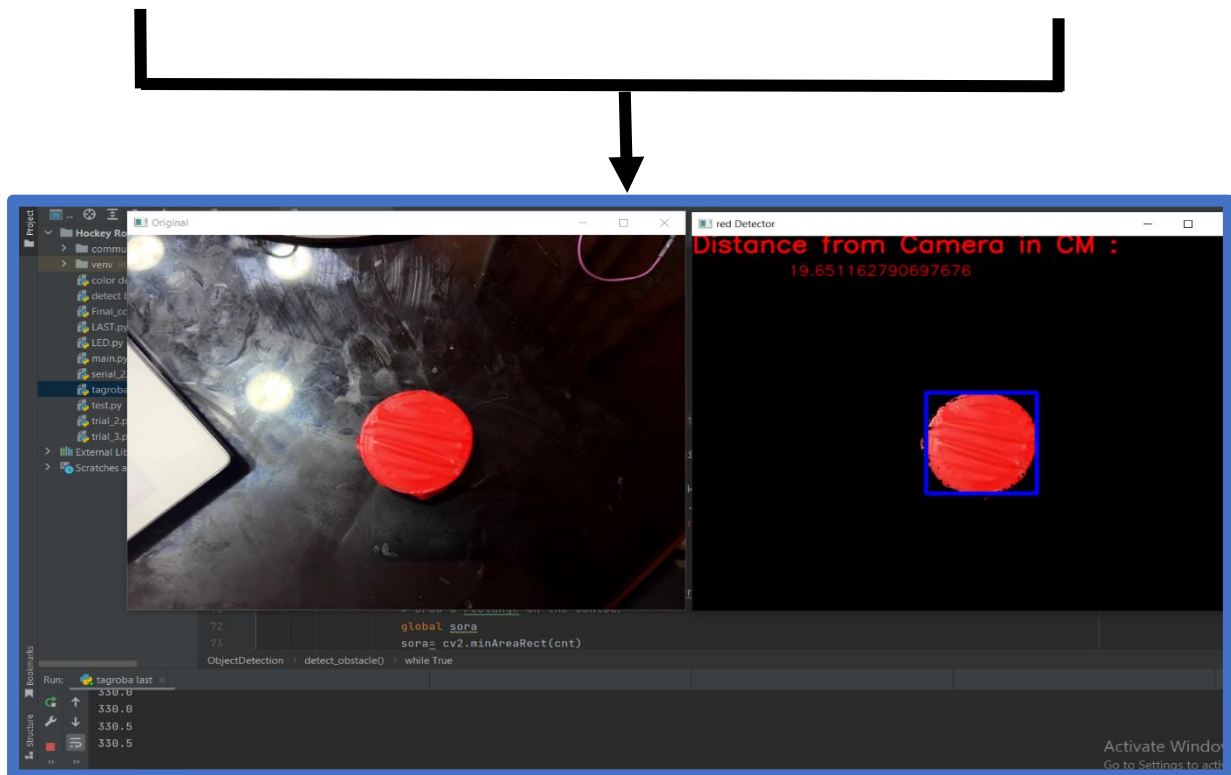 Project
Hockey Ro
commu
venv
color de
detect b
Final_co
LAST.py
LED.py
main.py
serial_2
tagroba
test.py
trial_2.p
trial_3.p
External Lib
Scratches a
Original
red Detector
Distance from Camera in CM :
19.651162790697676
72 global sora
73 sora= cv2.minAreaRect(cnt)
ObjectDetection > detect_obstacle() > while True
Bookmarks
Structure
Run: tagroba last ×
330.0
330.0
330.5
330.5
Activate Windo
Go to Settings to acti